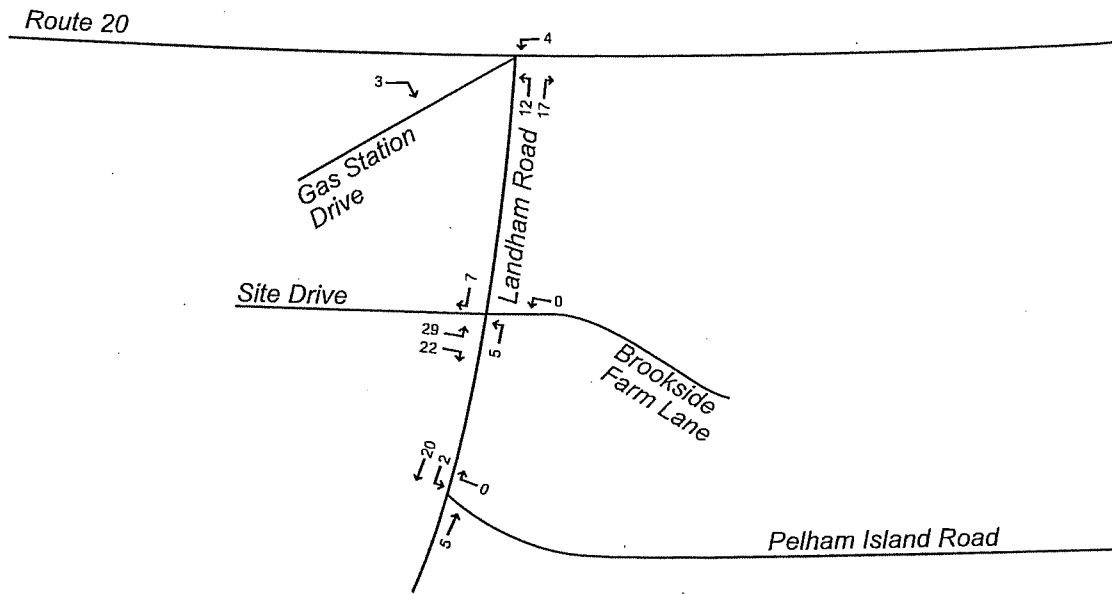 Route 20
4
3
12
17
Gas Station
Drive
Landham Road
7
Site Drive
0
29
22
5
Brookside
Farm Lane
20
2
0
5
Pelham Island Road